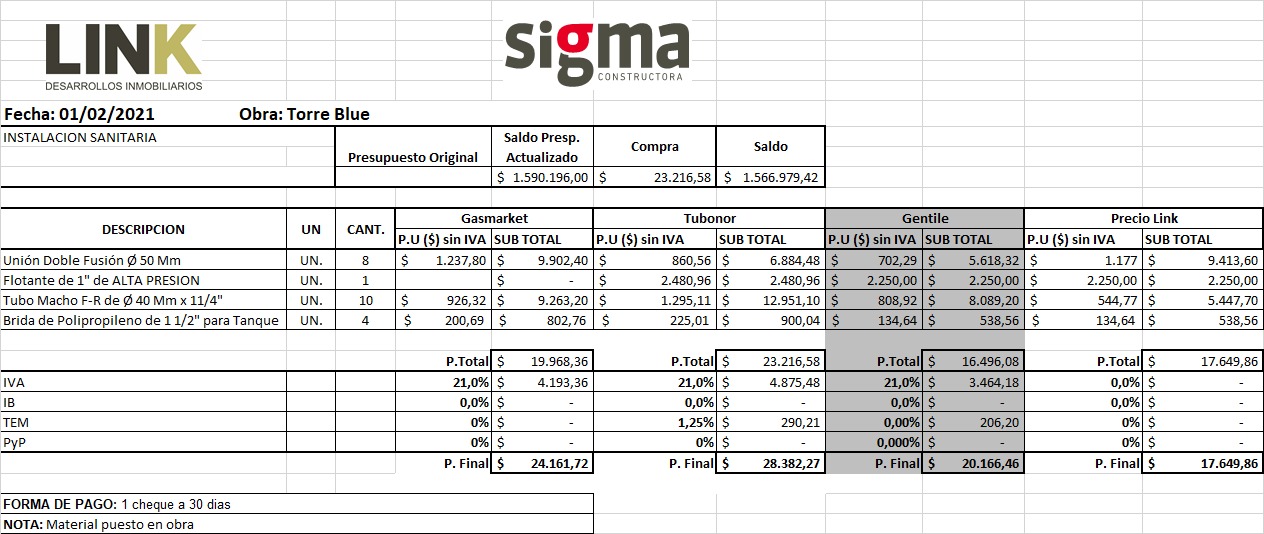 LINK
DESARROLLOS INMOBILIARIOS
sigma
CONSTRUCTORA
Fecha: 01/02/2021 Obra: Torre Blue
INSTALACION SANITARIA Presupuesto Original Saldo Presp. Actualizado Compra Saldo
$ 1.590.196,00 $ 23.216,58 $ 1.566.979,42
DESCRIPCION UN CANT. Gasmarket Tubonor Gentile Precio Link
P.U ($) sin IVA SUB TOTAL P.U ($) sin IVA SUB TOTAL P.U ($) sin IVA SUB TOTAL P.U ($) sin IVA SUB TOTAL
Unión Doble Fusión Ø 50 Mm UN. 8 $ 1.237,80 $ 9.902,40 $ 860,56 $ 6.884,48 $ 702,29 $ 5.618,32 $ 1.177 $ 9.413,60
Flotante de 1" de ALTA PRESION UN. 1 $ - $ 2.480,96 $ 2.480,96 $ 2.250,00 $ 2.250,00 $ 2.250,00 $ 2.250,00
Tubo Macho F-R de Ø 40 Mm x 11/4" UN. 10 $ 926,32 $ 9.263,20 $ 1.295,11 $ 12.951,10 $ 808,92 $ 8.089,20 $ 544,77 $ 5.447,70
Brida de Polipropileno de 1 1/2" para Tanque UN. 4 $ 200,69 $ 802,76 $ 225,01 $ 900,04 $ 134,64 $ 538,56 $ 134,64 $ 538,56
P.Total $ 19.968,36 P.Total $ 23.216,58 P.Total $ 16.496,08 P.Total $ 17.649,86
IVA 21,0% $ 4.193,36 21,0% $ 4.875,48 21,0% $ 3.464,18 0,0% $ -
IB 0,0% $ - 0,0% $ - 0,0% $ - 0,0% $ -
TEM 0% $ - 1,25% $ 290,21 0,00% $ 206,20 0% $ -
PyP 0% $ - 0% $ - 0,000% $ - 0% $ -
P. Final $ 24.161,72 P. Final $ 28.382,27 P. Final $ 20.166,46 P. Final $ 17.649,86
FORMA DE PAGO: 1 cheque a 30 dias
NOTA: Material puesto en obra